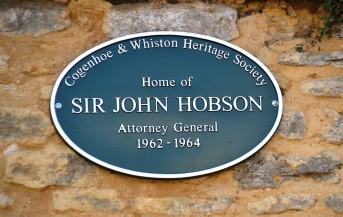 Cogenhoe & Whiston Heritage Society
Home of
SIR JOHN HOBSON
Attorney General
1962 - 1964